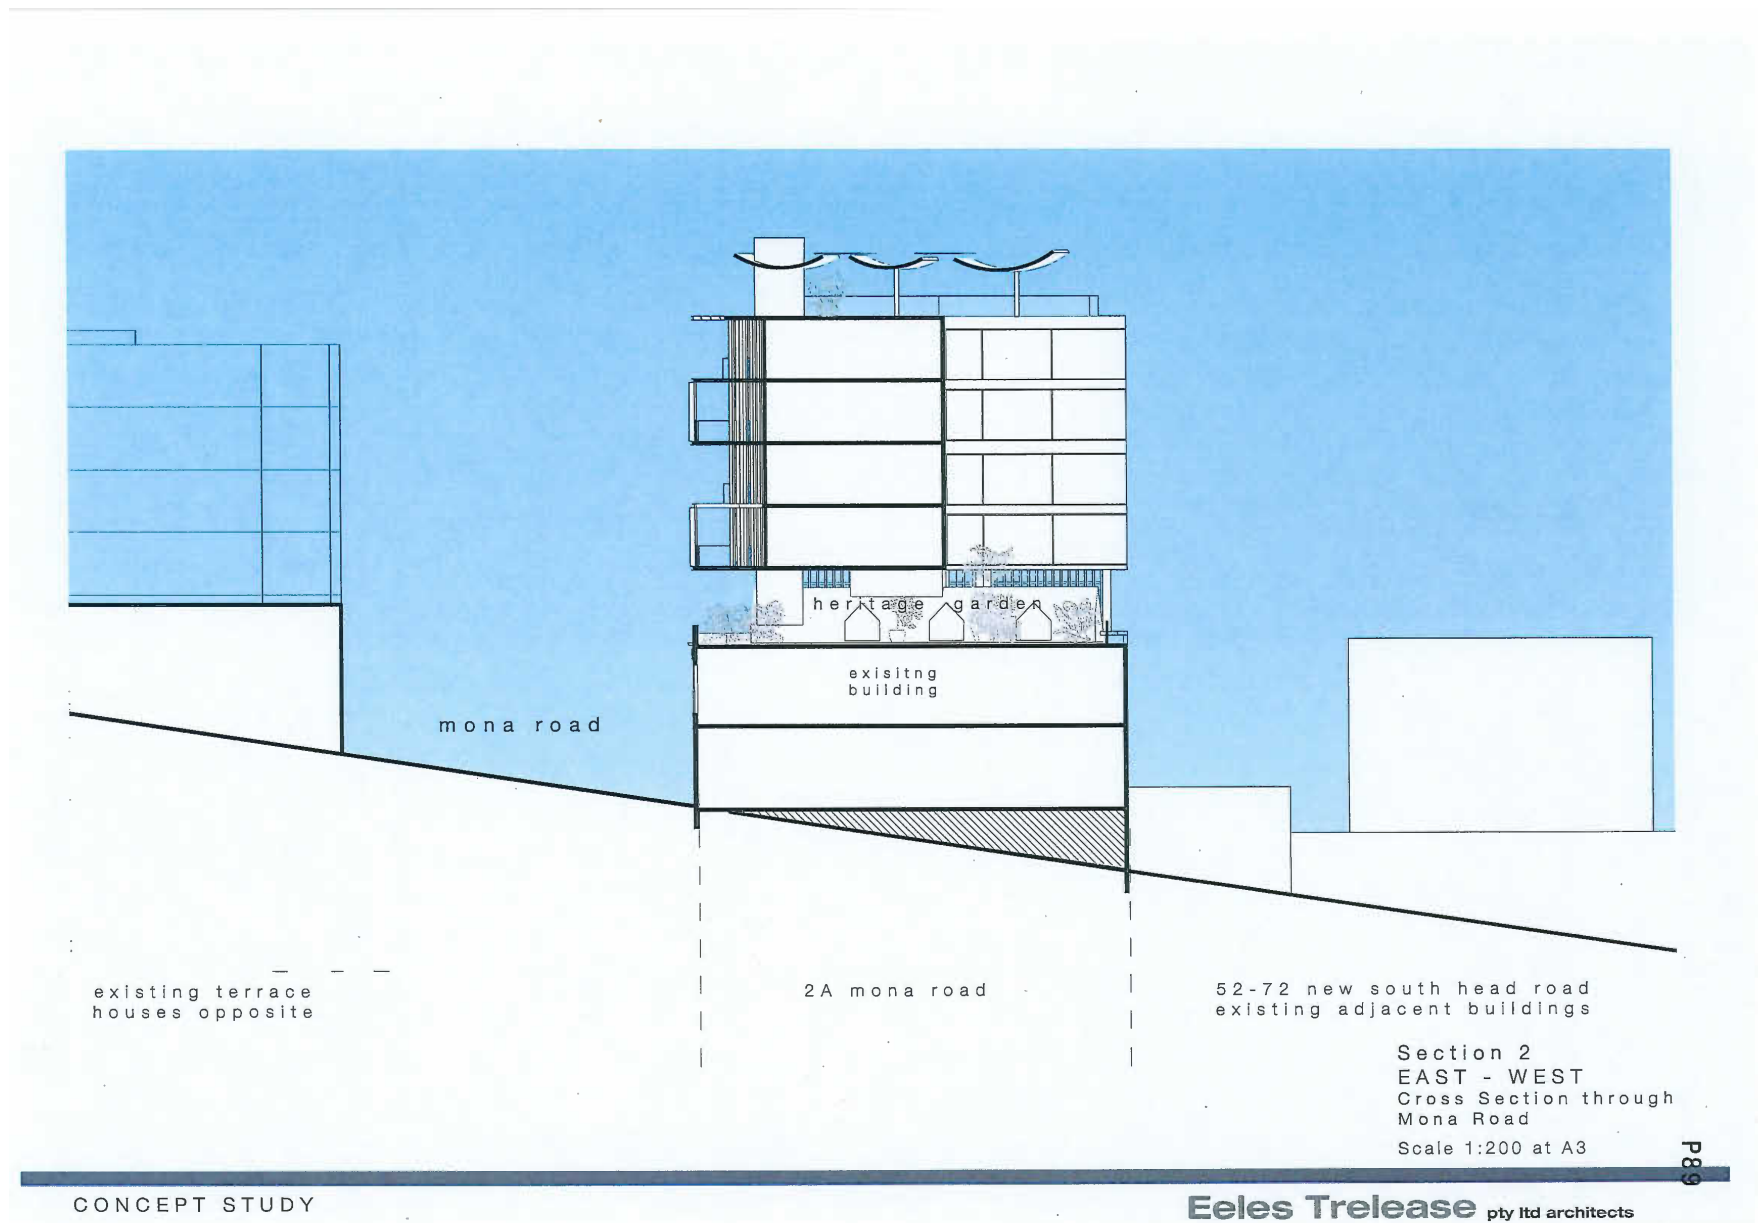 heritage garden
exisitng
building
mona road
existing terrace
houses opposite
2A mona road
52-72 new south head road
existing adjacent buildings
Section 2
EAST - WEST
Cross Section through
Mona Road
Scale 1:200 at A3
P89
CONCEPT STUDY
Eeles Trelease pty ltd architects